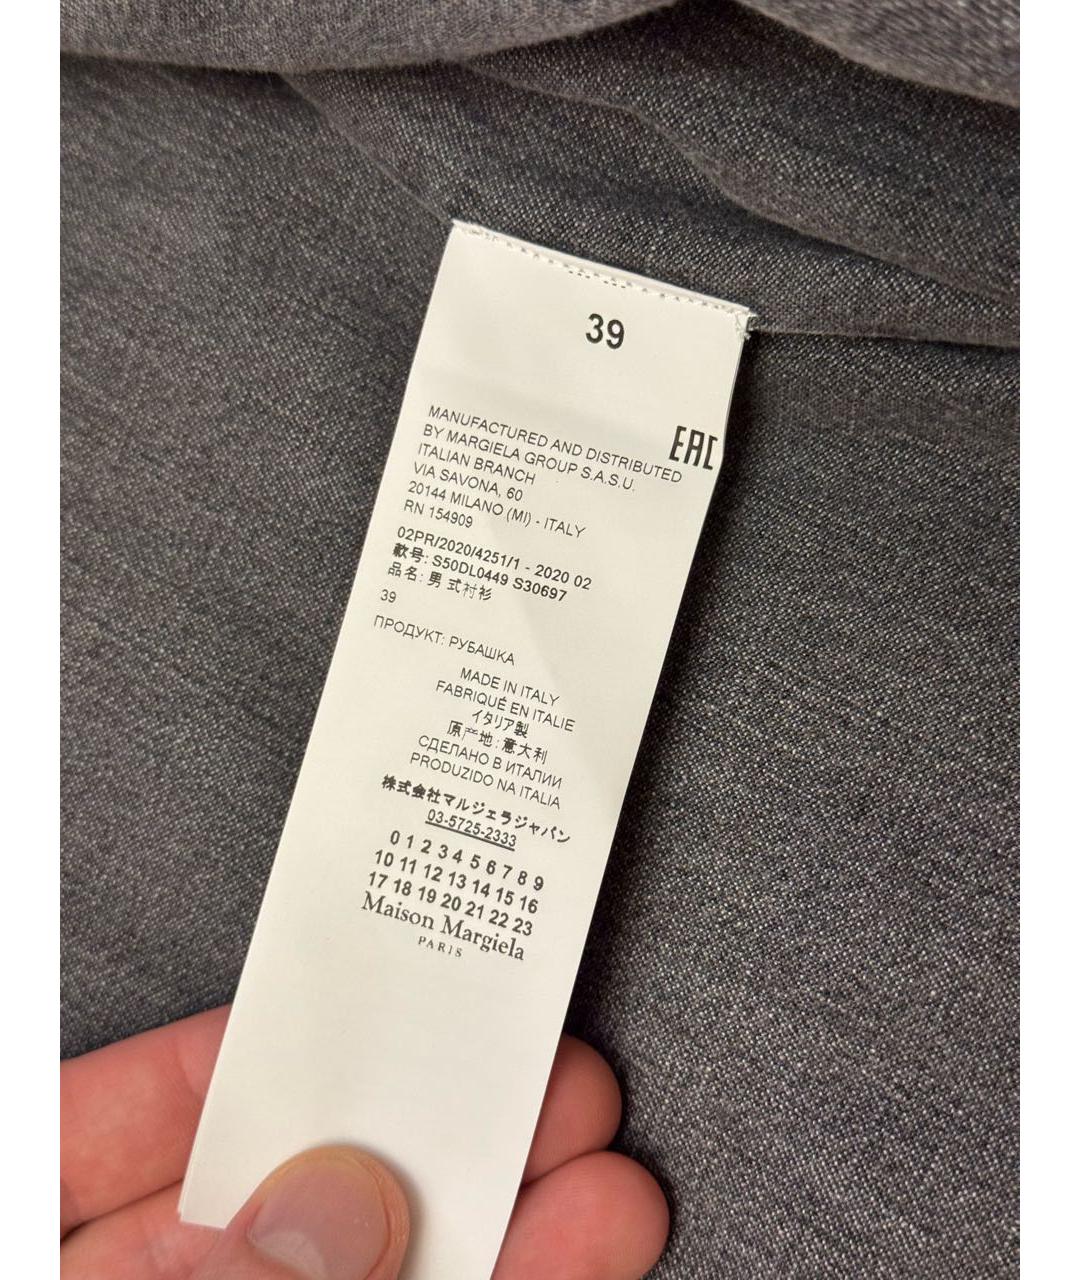 39
EAC
MANUFACTURED AND DISTRIBUTED
BY MARGIELA GROUP S.A.S.U.
ITALIAN BRANCH
VIA SAVONA, 60
20144 MILANO (MI) - ITALY
RN 154909
02PR/2020/4251/1 - 2020 02
款号: S50DL0449 S30697
品名: 男 式衬衫
39
ПРОДУКТ: РУБАШКА
MADE IN ITALY
FABRIQUÉ EN ITALIE
イタリア製
原产地: 意大利
СДЕЛАНО В ИТАЛИИ
PRODUZIDO NA ITALIA
株式会社マルジェラジャパン
03-5725-2333
0 1 2 3 4 5 6 7 8 9
10 11 12 13 14 15 16
17 18 19 20 21 22 23
Maison Margiela
PARIS